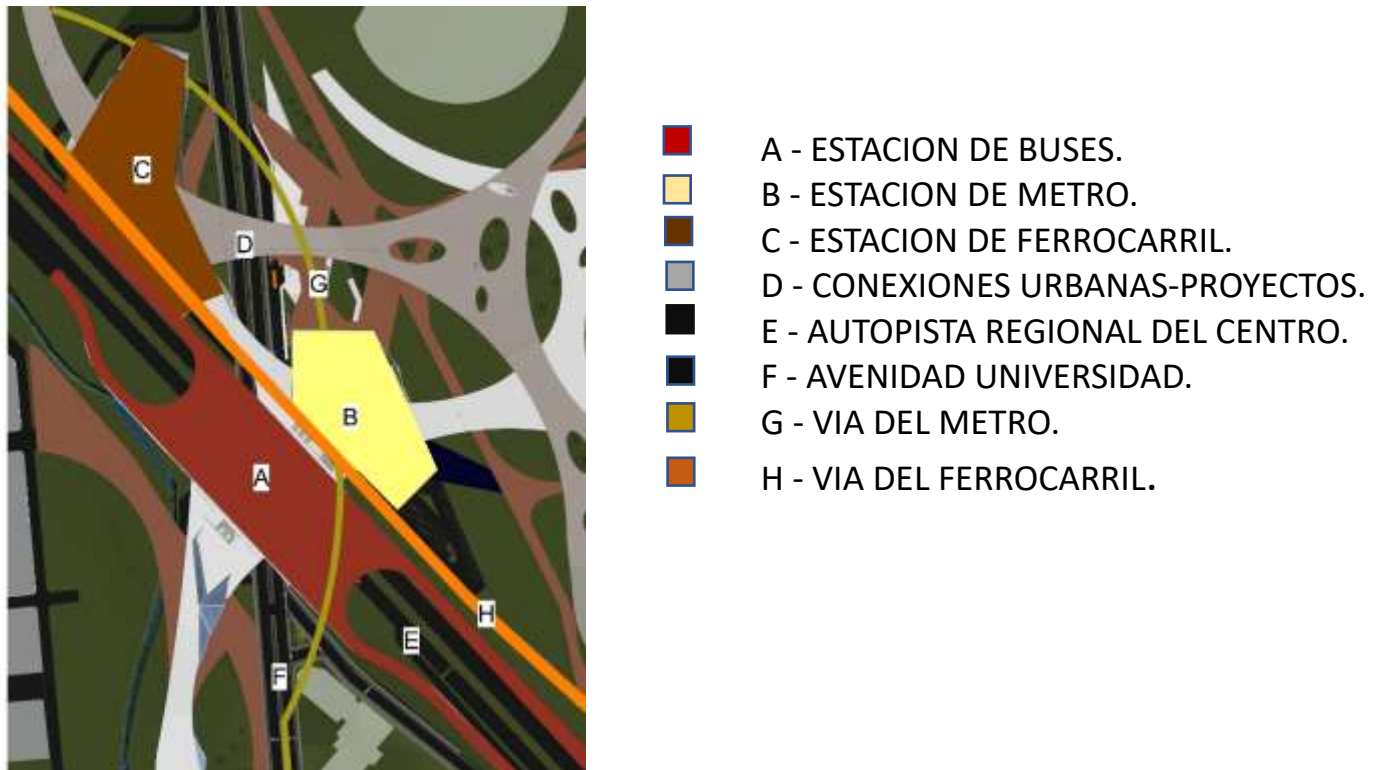 C
D
G
B
A
H
E
F
A - ESTACION DE BUSES.
B - ESTACION DE METRO.
C - ESTACION DE FERROCARRIL.
D - CONEXIONES URBANAS-PROYECTOS.
E - AUTOPISTA REGIONAL DEL CENTRO.
F - AVENIDAD UNIVERSIDAD.
G - VIA DEL METRO.
H - VIA DEL FERROCARRIL.